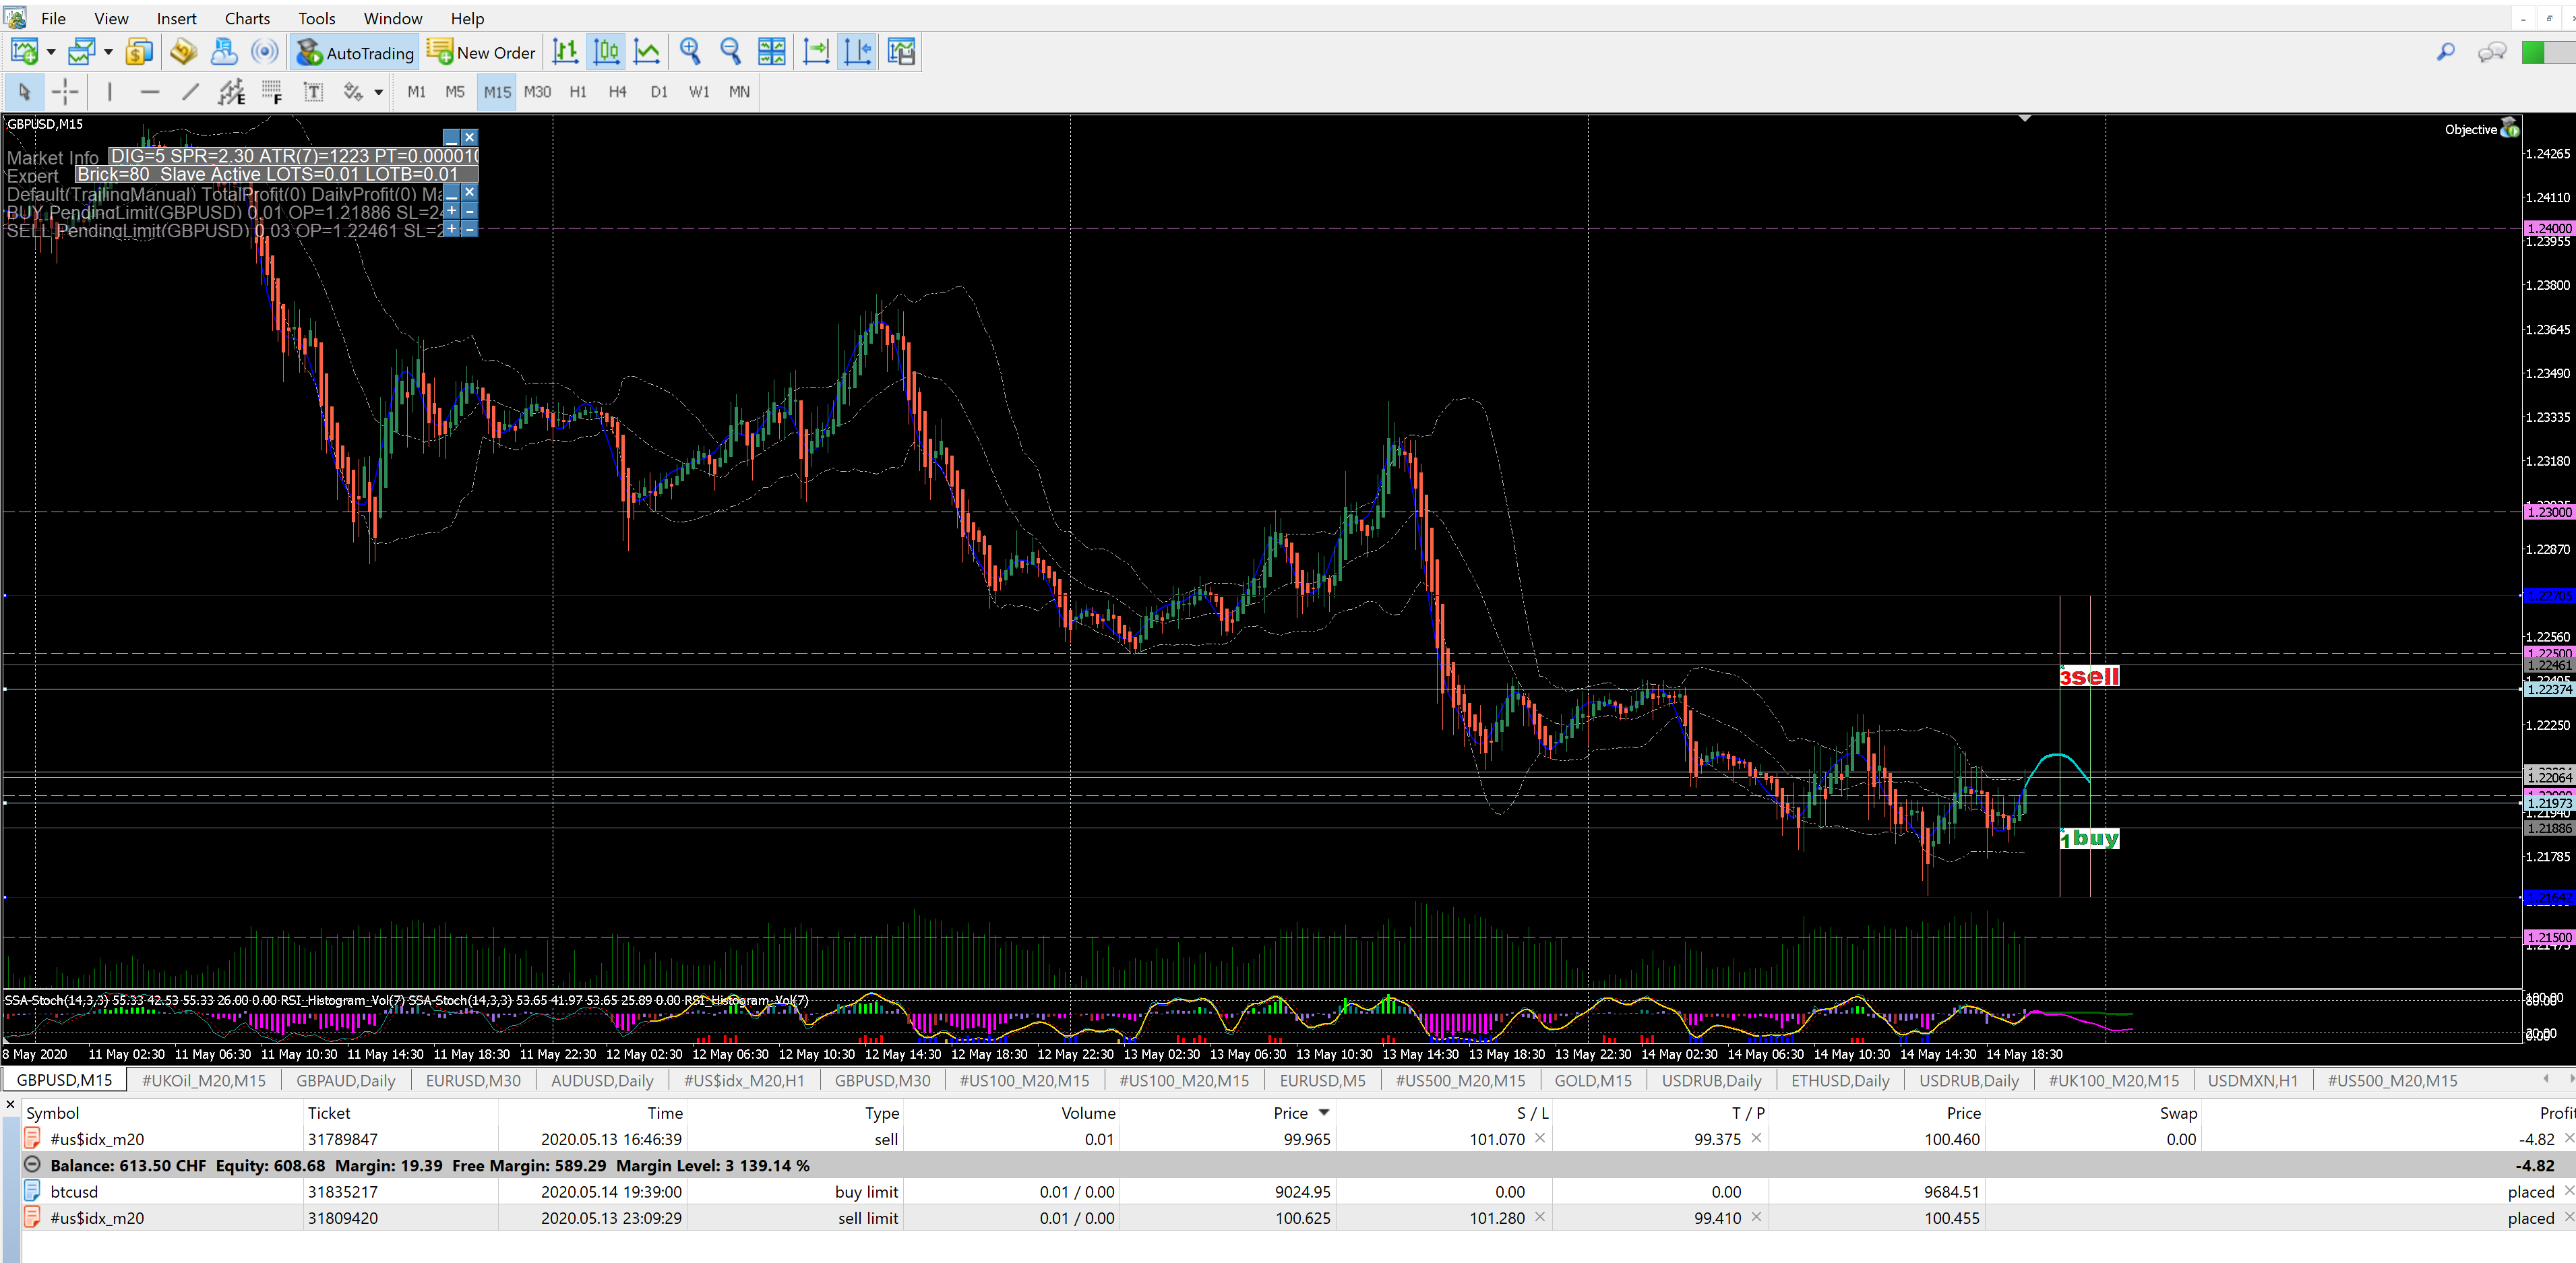 File View Insert Charts Tools Window Help
AutoTrading New Order
M1 M5 M15 M30 H1 H4 D1 W1 MN
GBPUSD,M15
Objective
Market Info DIG=5 SPR=2.30 ATR(7)=1223 PT=0.000010
Expert Brick=80 Slave Active LOTS=0.01 LOTB=0.01
Default(TrailingManual) TotalProfit(0) DailyProfit(0) Ma
BUY PendingLimit(GBPUSD) 0.01 OP=1.21886 SL=24
SELL PendingLimit(GBPUSD) 0.03 OP=1.22461 SL=2
1.24265
1.24110
1.24000
1.23955
1.23800
1.23645
1.23490
1.23335
1.23180
1.23000
1.22870
1.22705
1.22560
1.22500
1.22461
1.22405
1.22374
1.22250
1.22064
1.21973
1.21940
1.21886
1.21785
1.21642
1.21500
1.21475
3sell
1buy
SSA-Stoch(14,3,3) 55.33 42.53 55.33 26.00 0.00 RSI_Histogram_Vol(7) SSA-Stoch(14,3,3) 53.65 41.97 53.65 25.89 0.00 RSI_Histogram_Vol(7)
8 May 2020 11 May 02:30 11 May 06:30 11 May 10:30 11 May 14:30 11 May 18:30 11 May 22:30 12 May 02:30 12 May 06:30 12 May 10:30 12 May 14:30 12 May 18:30 12 May 22:30 13 May 02:30 13 May 06:30 13 May 10:30 13 May 14:30 13 May 18:30 13 May 22:30 14 May 02:30 14 May 06:30 14 May 10:30 14 May 14:30 14 May 18:30
GBPUSD,M15 #UKOil_M20,M15 GBPAUD,Daily EURUSD,M30 AUDUSD,Daily #US$idx_M20,H1 GBPUSD,M30 #US100_M20,M15 #US100_M20,M15 EURUSD,M5 #US500_M20,M15 GOLD,M15 USDRUB,Daily ETHUSD,Daily USDRUB,Daily #UK100_M20,M15 USDMXN,H1 #US500_M20,M15
Symbol Ticket Time Type Volume Price S / L T / P Price Swap Profit
#us$idx_m20 31789847 2020.05.13 16:46:39 sell 0.01 99.965 101.070 99.375 100.460 0.00 -4.82
Balance: 613.50 CHF Equity: 608.68 Margin: 19.39 Free Margin: 589.29 Margin Level: 3 139.14 % -4.82
btcusd 31835217 2020.05.14 19:39:00 buy limit 0.01 / 0.00 9024.95 0.00 0.00 9684.51 placed
#us$idx_m20 31809420 2020.05.13 23:09:29 sell limit 0.01 / 0.00 100.625 101.280 99.410 100.455 placed